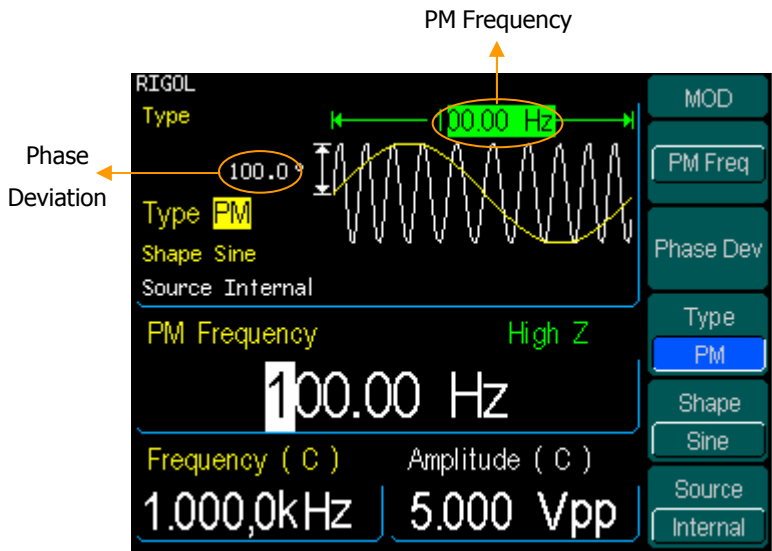 PM Frequency
RIGOL
Type
100.00 Hz
Phase
Deviation
100.0°
Type PM
Shape Sine
Source Internal
PM Frequency
High Z
100.00 Hz
Frequency ( C )
Amplitude ( C )
1.000,0kHz
5.000 Vpp
MOD
PM Freq
Phase Dev
Type
PM
Shape
Sine
Source
Internal